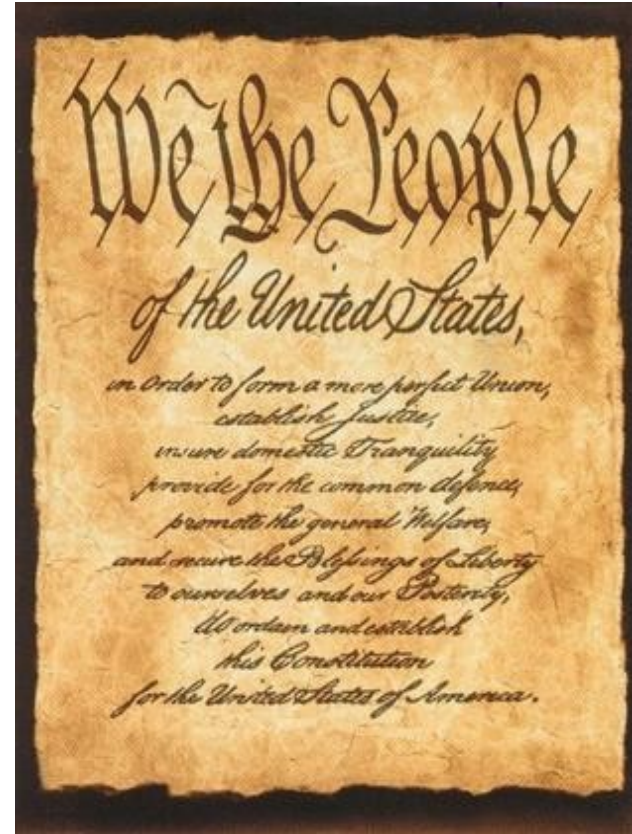 We the People
of the United States,
in Order to form a more perfect Union,
establish Justice,
insure domestic Tranquility
provide for the common defence,
promote the general Welfare,
and secure the Blessings of Liberty
to ourselves and our Posterity,
do ordain and establish
this Constitution
for the United States of America.